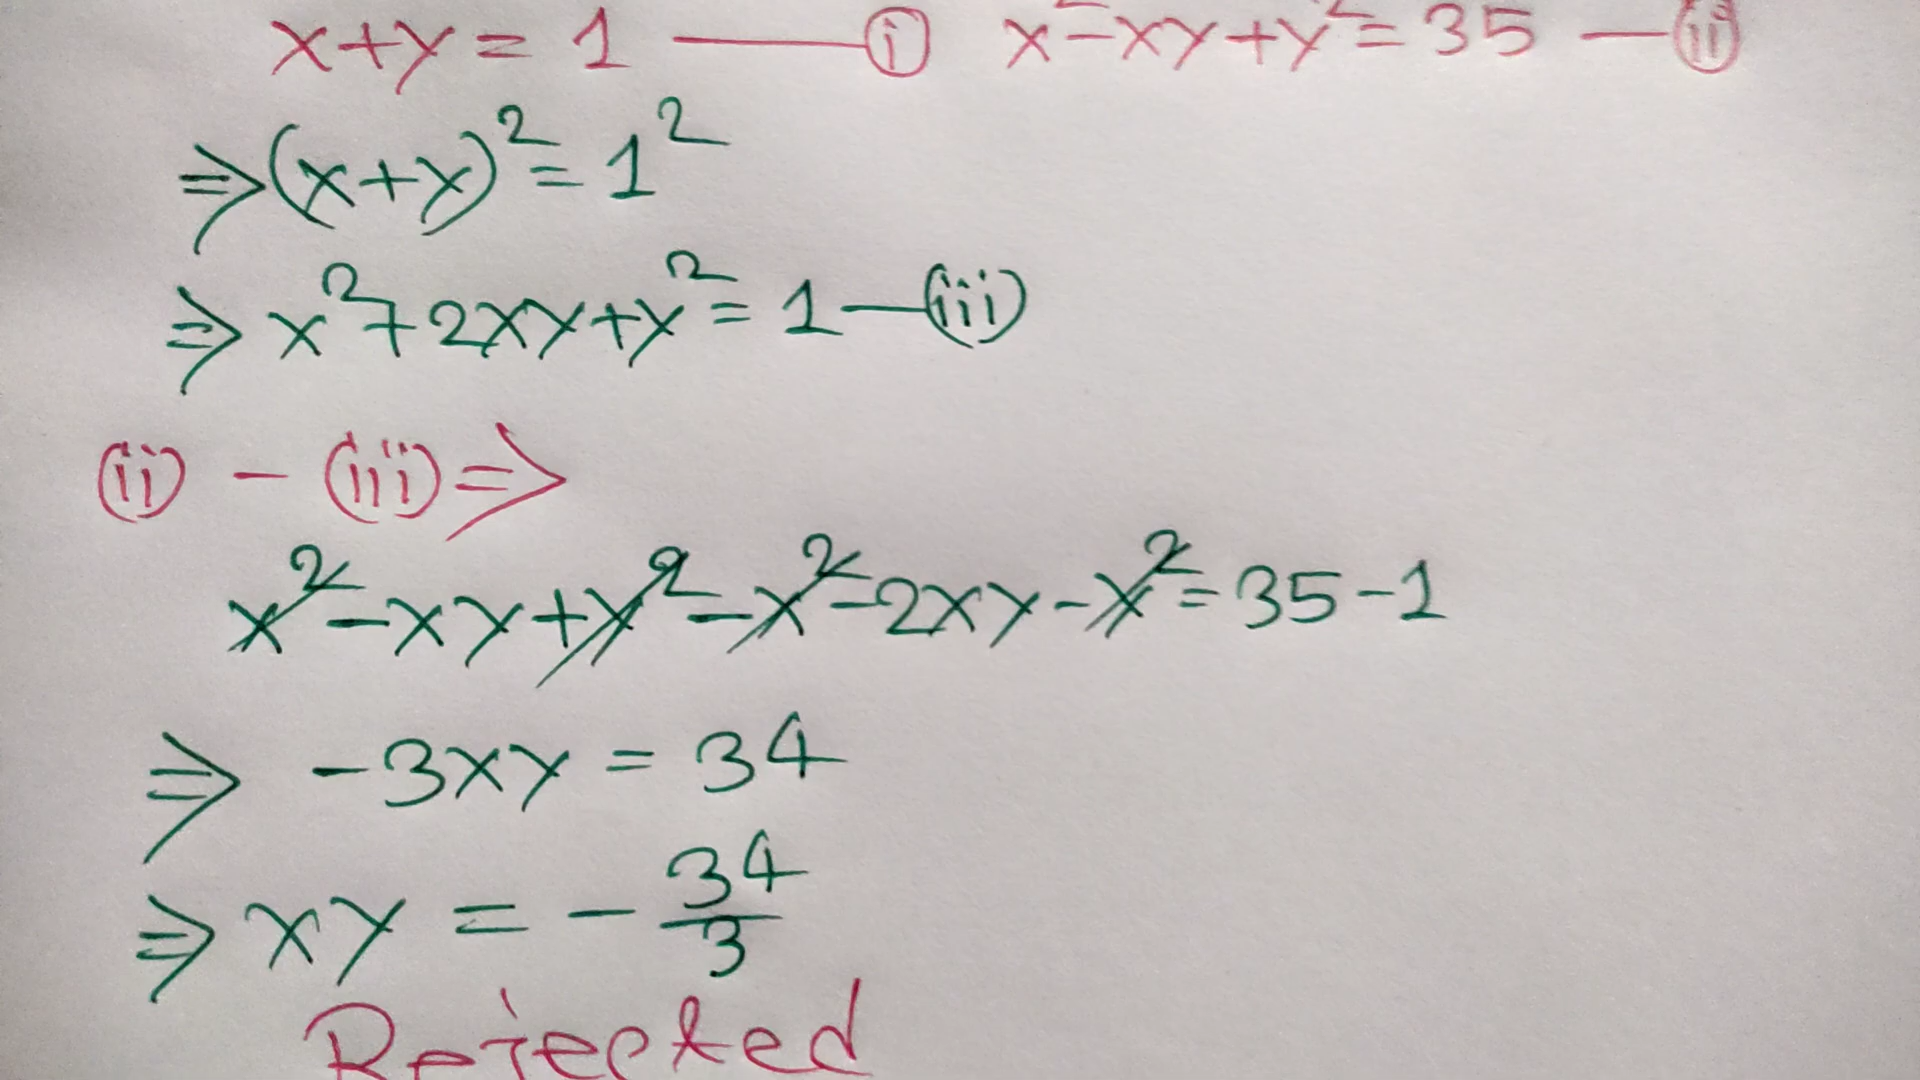 x+y = 1 —— (i) x²-xy+y² = 35 — (ii)
⇒ (x+y)² = 1²
⇒ x²+2xy+y² = 1 — (iii)
(ii) - (iii) ⇒
x²-xy+y²-x²-2xy-y² = 35-1
⇒ -3xy = 34
⇒ xy = -34/3
Rejected